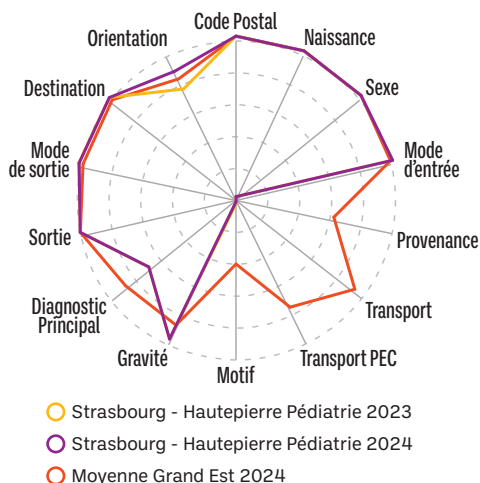 Code Postal
Orientation
Naissance
Destination
Sexe
Mode
de sortie
Mode
d'entrée
Sortie
Provenance
Diagnostic
Principal
Transport
Gravité
Transport PEC
Motif
Strasbourg - Hautepierre Pédiatrie 2023
Strasbourg - Hautepierre Pédiatrie 2024
Moyenne Grand Est 2024